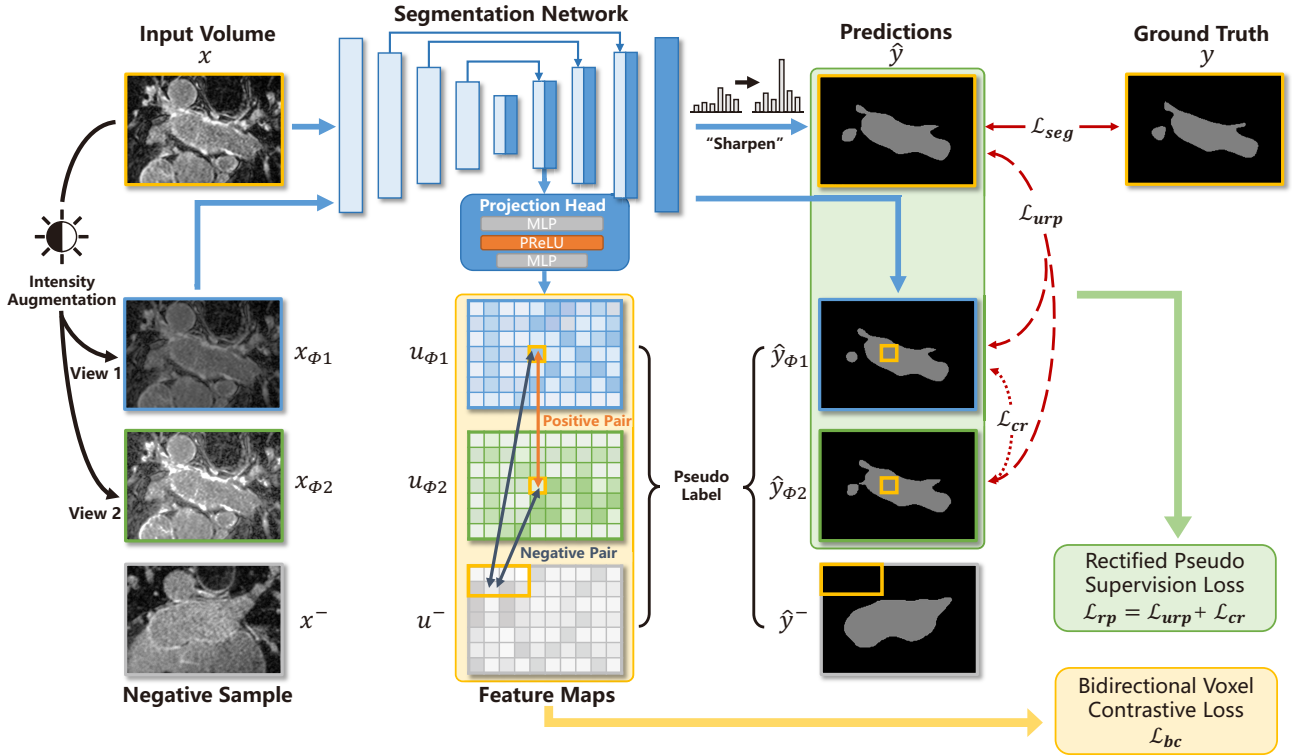 Segmentation Network
Input Volume
x
Predictions
ŷ
Ground Truth
y
"Sharpen"
ℒseg
Projection Head
MLP
PReLU
MLP
ℒurp
Intensity
Augmentation
View 1
xΦ1
uΦ1
ŷΦ1
Positive Pair
ℒcr
Pseudo
Label
View 2
xΦ2
uΦ2
ŷΦ2
Negative Pair
x⁻
u⁻
ŷ⁻
Rectified Pseudo
Supervision Loss
ℒrp = ℒurp + ℒcr
Negative Sample
Feature Maps
Bidirectional Voxel
Contrastive Loss
ℒbc